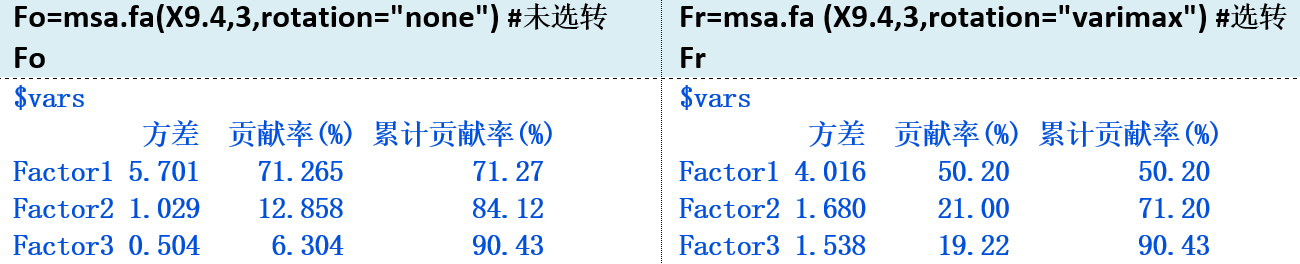 Fo=msa.fa(X9.4,3,rotation="none") #未选转
Fo
$vars
方差 贡献率(%) 累计贡献率(%)
Factor1 5.701 71.265 71.27
Factor2 1.029 12.858 84.12
Factor3 0.504 6.304 90.43
Fr=msa.fa (X9.4,3,rotation="varimax") #选转
Fr
$vars
方差 贡献率(%) 累计贡献率(%)
Factor1 4.016 50.20 50.20
Factor2 1.680 21.00 71.20
Factor3 1.538 19.22 90.43